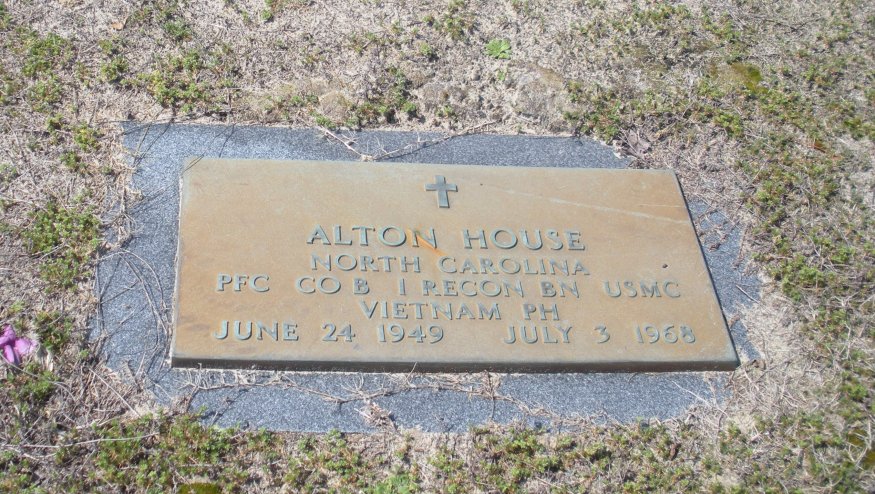 ALTON HOUSE
NORTH CAROLINA
PFC CO B 1 RECON BN USMC
VIETNAM PH
JUNE 24 1949 JULY 3 1968